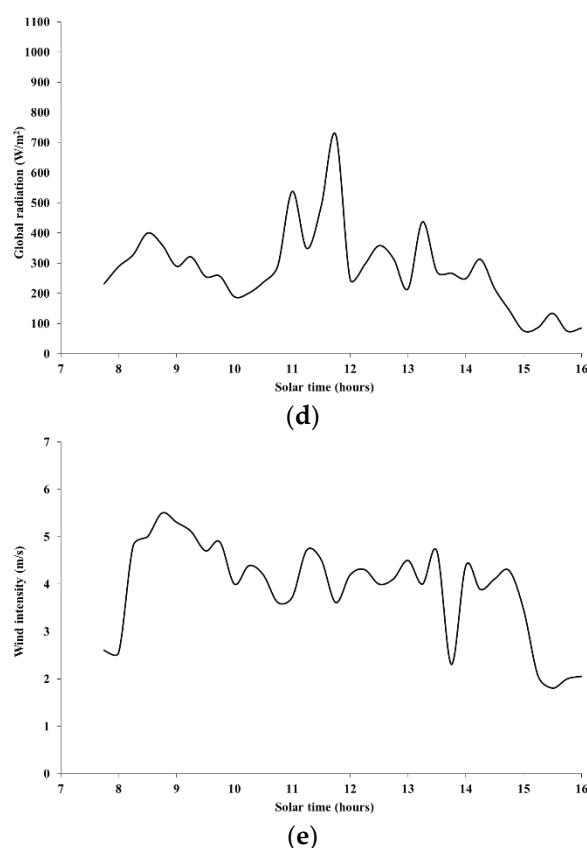 1100
1000
900
800
700
600
500
400
300
200
100
0
Global radiation (W/m²)
7 8 9 10 11 12 13 14 15 16
Solar time (hours)
(d)
7
6
5
4
3
2
1
0
Wind intensity (m/s)
7 8 9 10 11 12 13 14 15 16
Solar time (hours)
(e)